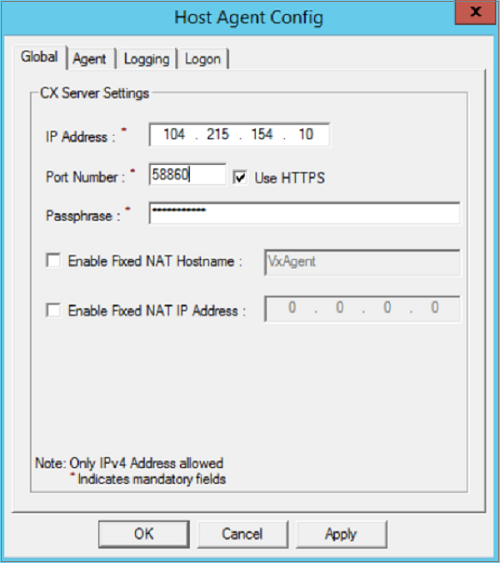 Host Agent Config
x
Global Agent Logging Logon
CX Server Settings
IP Address : * 104 . 215 . 154 . 10
Port Number : * 58860 Use HTTPS
Passphrase : * ***********
Enable Fixed NAT Hostname : VxAgent
Enable Fixed NAT IP Address : 0 . 0 . 0 . 0
Note: Only IPv4 Address allowed
* Indicates mandatory fields
OK Cancel Apply